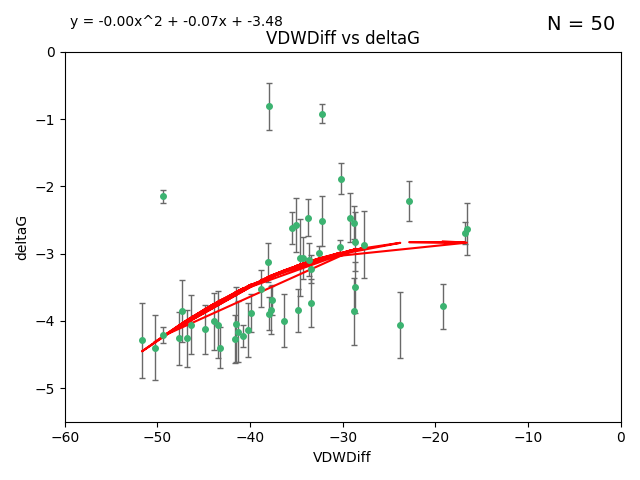 y = -0.00x^2 + -0.07x + -3.48
N = 50
VDWDiff vs deltaG
0
−1
−2
−3
−4
−5
deltaG
−60
−50
−40
−30
−20
−10
0
VDWDiff